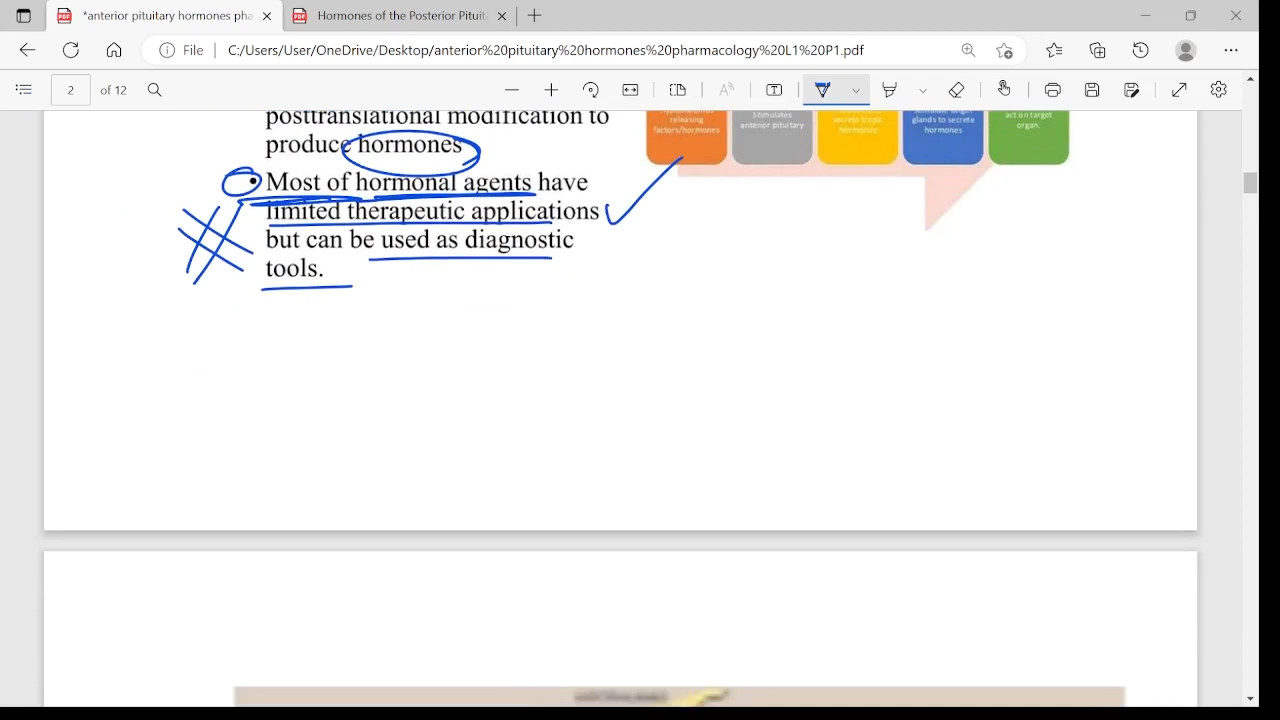 *anterior pituitary hormones pha
Hormones of the Posterior Pituit
File
C:/Users/User/OneDrive/Desktop/anterior%20pituitary%20hormones%20pharmacology%20L1%20P1.pdf
2 of 12
posttranslational modification to
produce hormones
• Most of hormonal agents have
limited therapeutic applications
but can be used as diagnostic
tools.
releasing
factors/hormones
Stimulates
anterior pituitary
hormones
glands to secrete
hormones
act on target
organ.